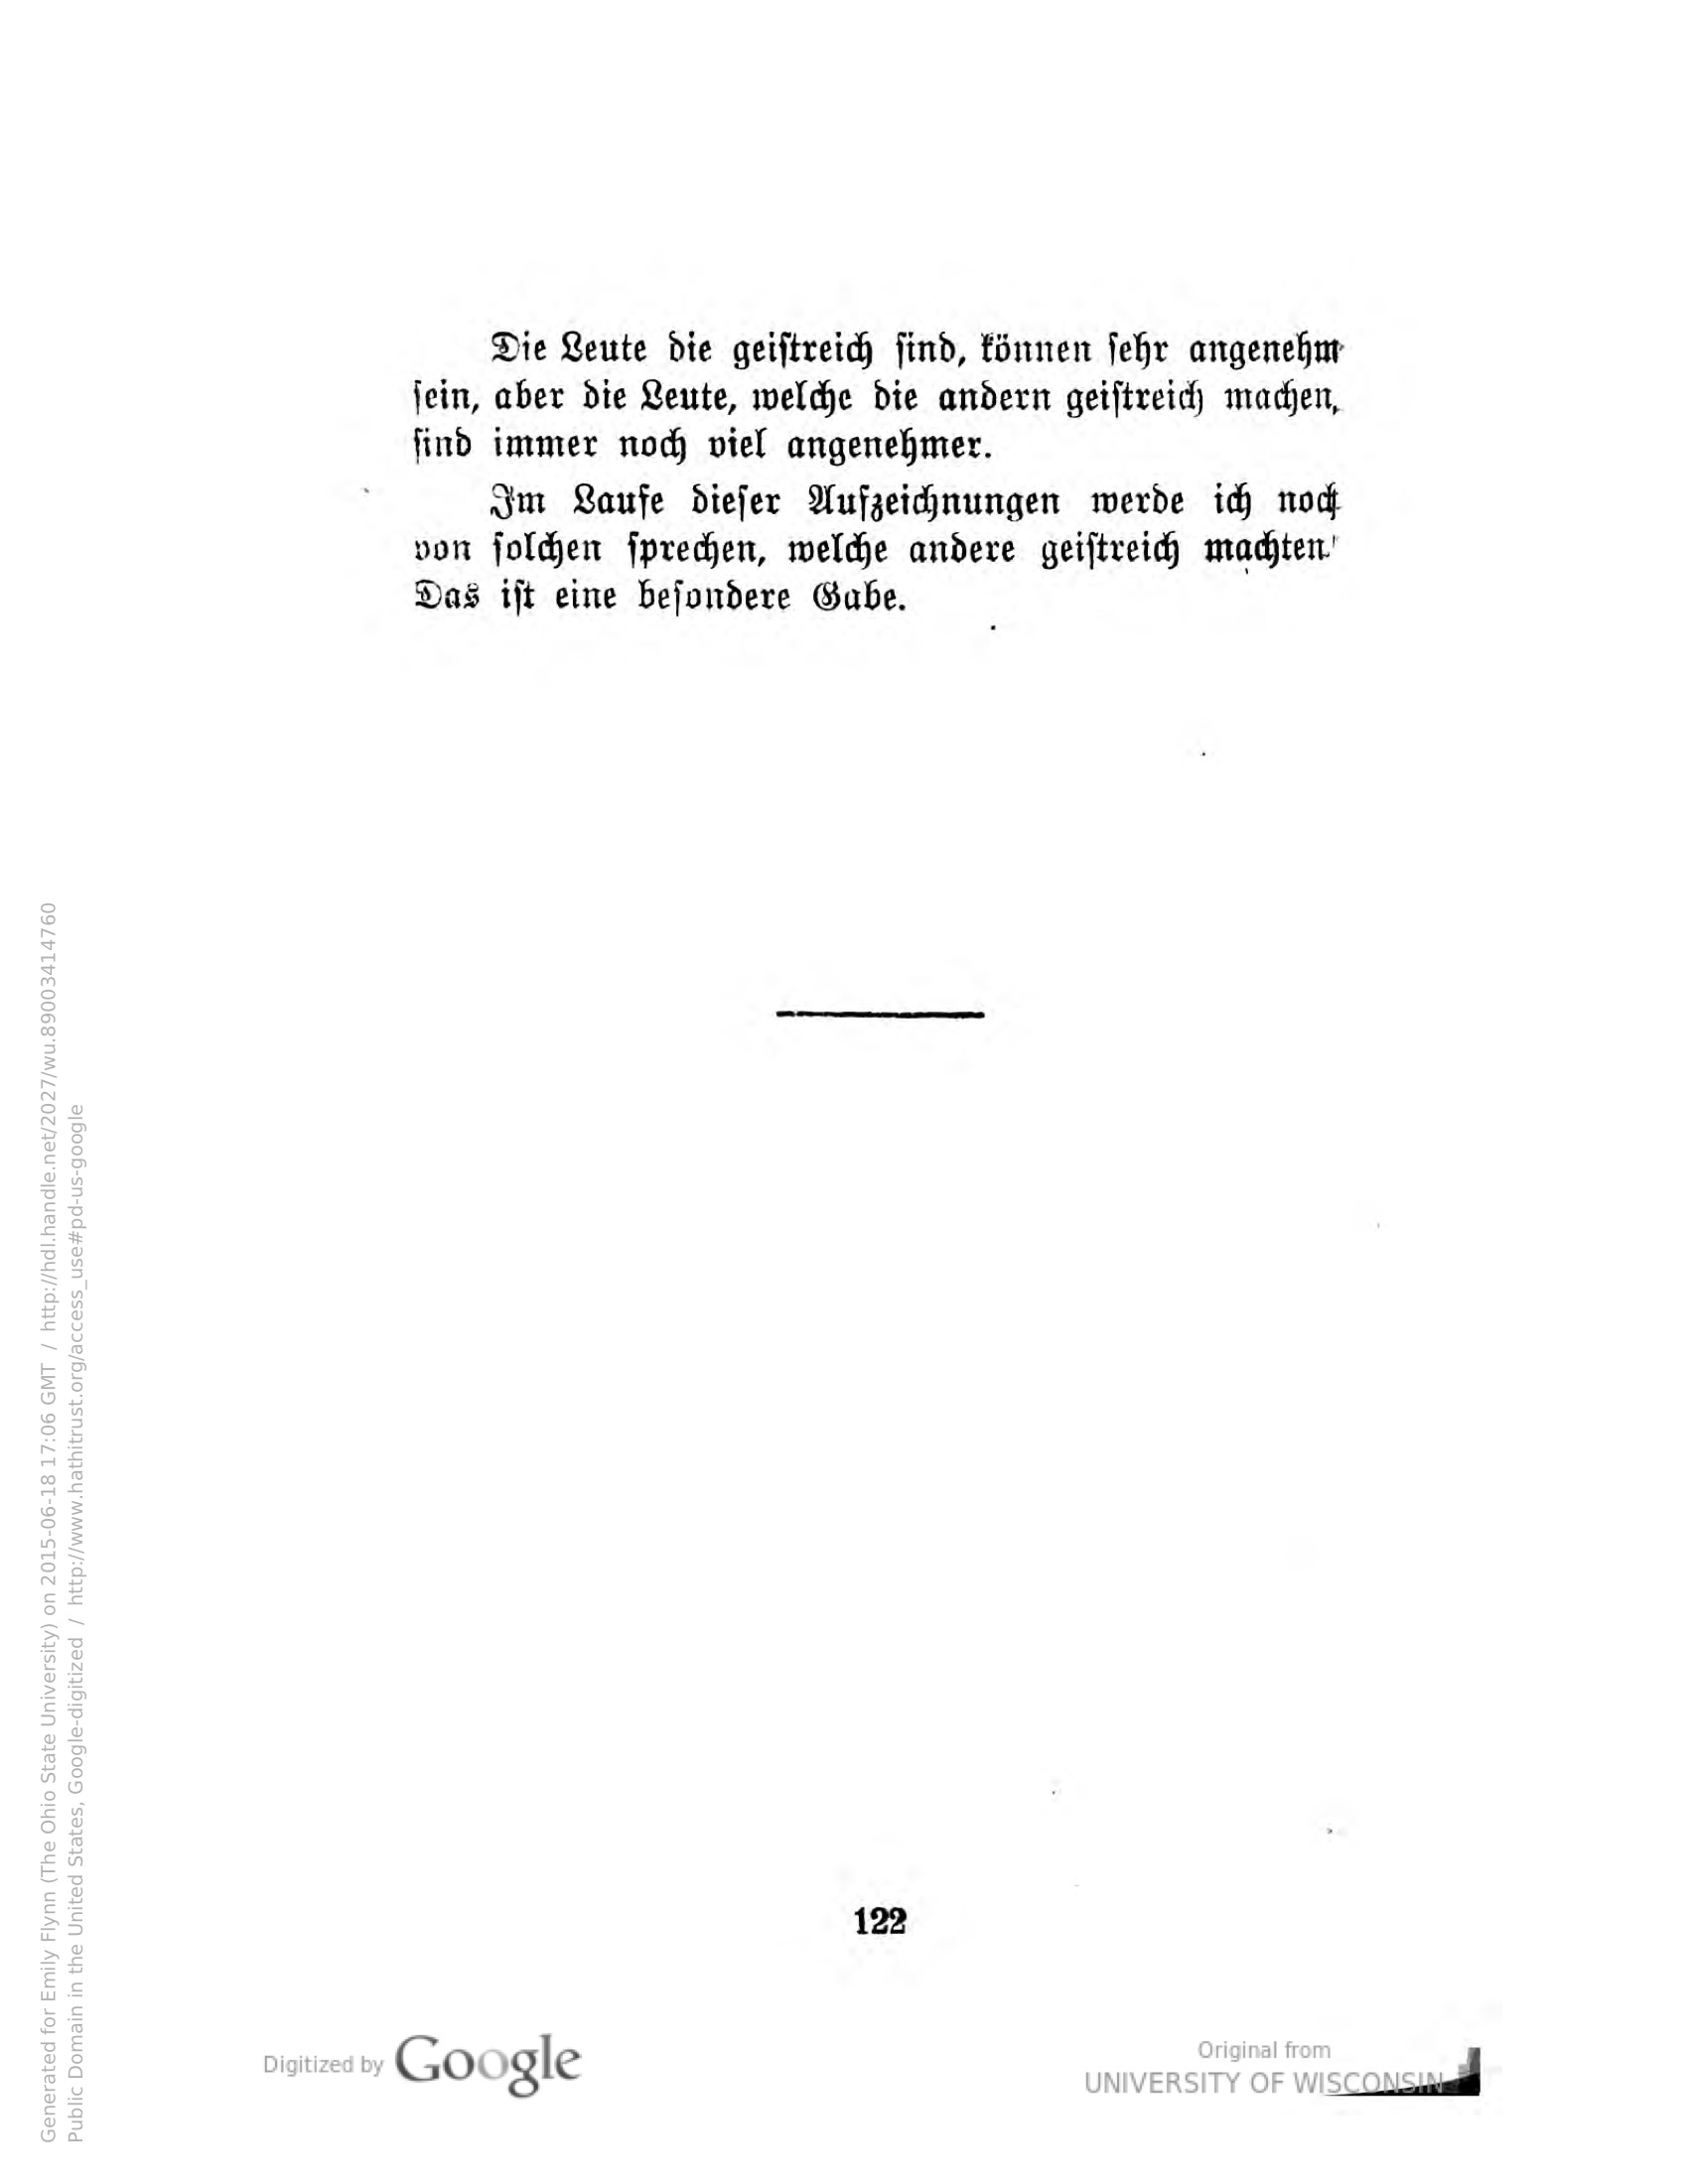 Die Leute die geiſtreich ſind, können ſehr angenehm
ſein, aber die Leute, welche die andern geiſtreich machen,
ſind immer noch viel angenehmer.
Im Laufe dieſer Aufzeichnungen werde ich noch
von ſolchen ſprechen, welche andere geiſtreich machten.
Das iſt eine beſondere Gabe.
122
Digitized by Google
Original from
UNIVERSITY OF WISCONSIN
Generated for Emily Flynn (The Ohio State University) on 2015-06-18 17:06 GMT / http://hdl.handle.net/2027/wu.89003414760
Public Domain in the United States, Google-digitized / http://www.hathitrust.org/access_use#pd-us-google